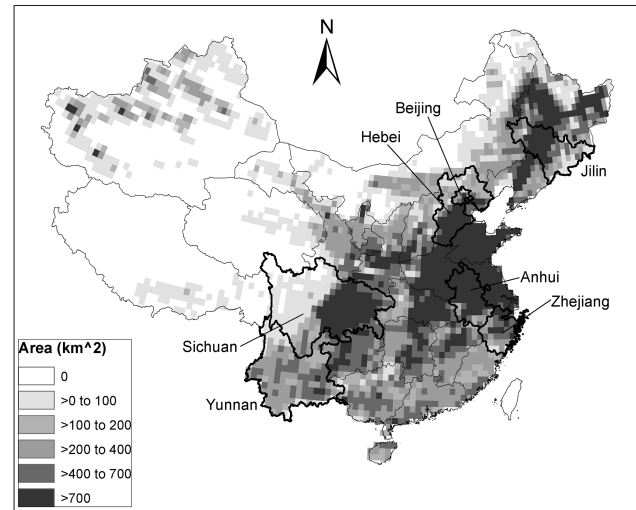 N
Beijing
Hebei
Jilin
Anhui
Zhejiang
Sichuan
Yunnan
Area (km^2)
0
>0 to 100
>100 to 200
>200 to 400
>400 to 700
>700